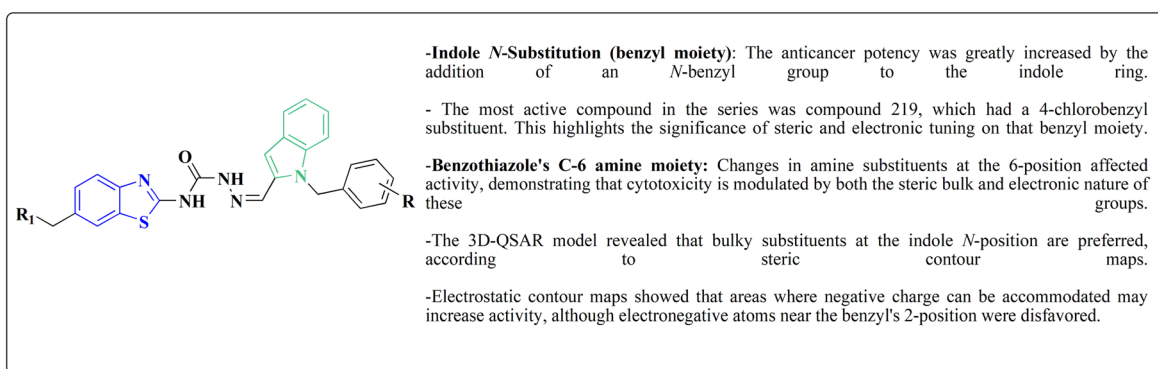 -Indole N-Substitution (benzyl moiety): The anticancer potency was greatly increased by the
addition of an N-benzyl group to the indole ring.
- The most active compound in the series was compound 219, which had a 4-chlorobenzyl
substituent. This highlights the significance of steric and electronic tuning on that benzyl moiety.
-Benzothiazole's C-6 amine moiety: Changes in amine substituents at the 6-position affected
activity, demonstrating that cytotoxicity is modulated by both the steric bulk and electronic nature of
these groups.
-The 3D-QSAR model revealed that bulky substituents at the indole N-position are preferred,
according to steric contour maps.
-Electrostatic contour maps showed that areas where negative charge can be accommodated may
increase activity, although electronegative atoms near the benzyl's 2-position were disfavored.
O
N NH N
NH N R
R1 S